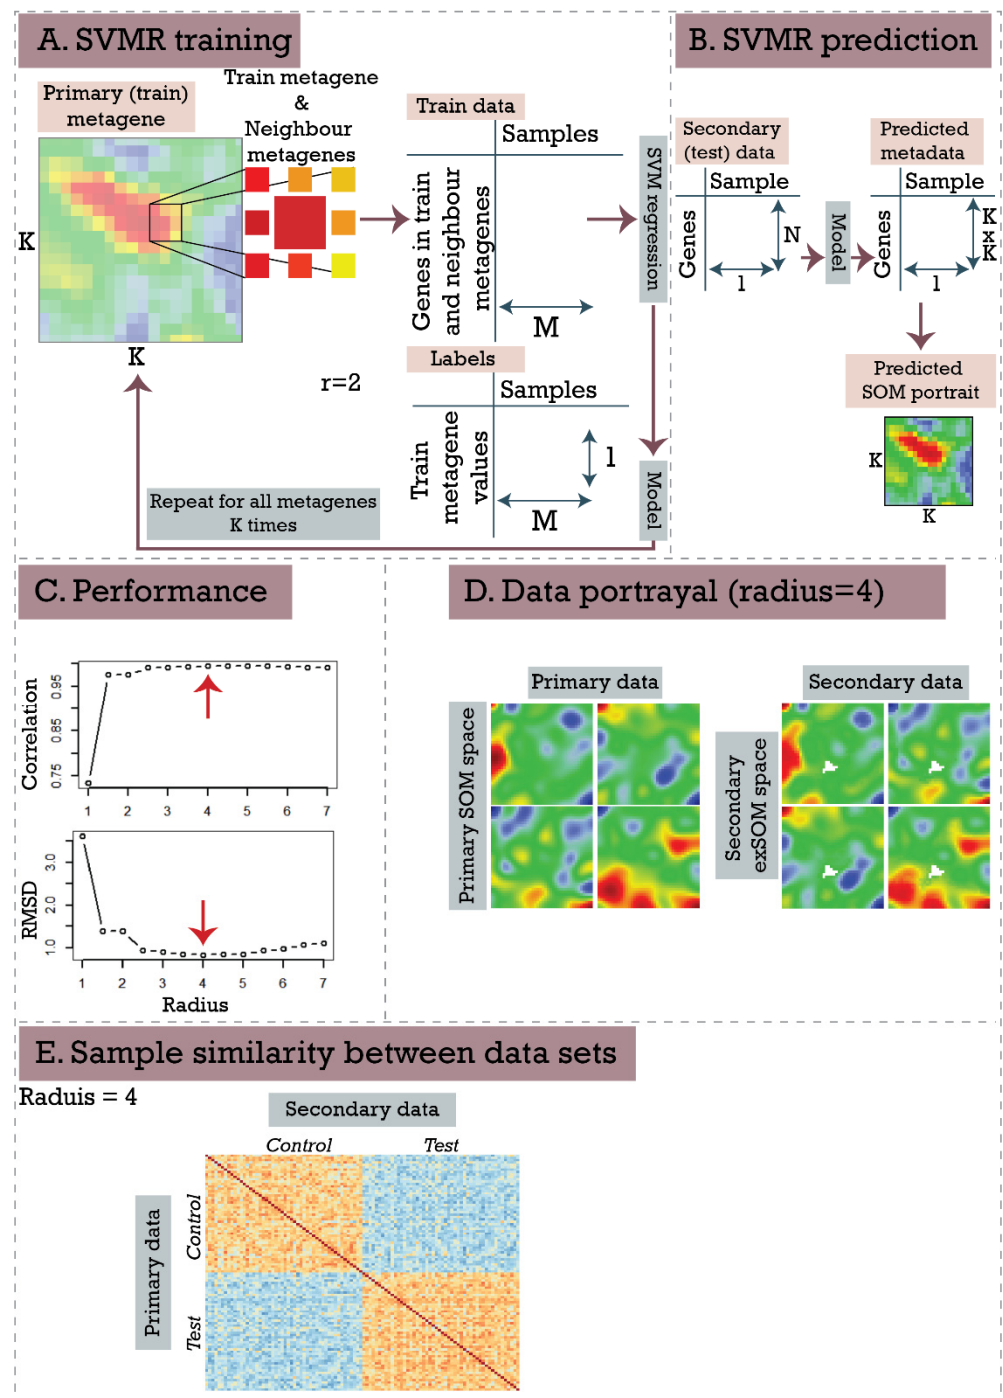 A. SVMR training
Primary (train)
metagene
Train metagene
&
Neighbour
metagenes
K
K
r=2
Train data
Samples
Genes in train
and neighbour
metagenes
M
SVM regression
Labels
Samples
Train
metagene
values
1
M
Model
Repeat for all metagenes
K times
B. SVMR prediction
Secondary
(test) data
Sample
Genes
N
1
Model
Predicted
metadata
Sample
Genes
K
x
K
1
Predicted
SOM portrait
K
K
C. Performance
Correlation
0.75
0.85
0.95
1 2 3 4 5 6 7
RMSD
1.0
2.0
3.0
1 2 3 4 5 6 7
Radius
D. Data portrayal (radius=4)
Primary data
Primary SOM space
Secondary data
Secondary
exSOM space
E. Sample similarity between data sets
Raduis = 4
Secondary data
Control Test
Primary data
Control
Test